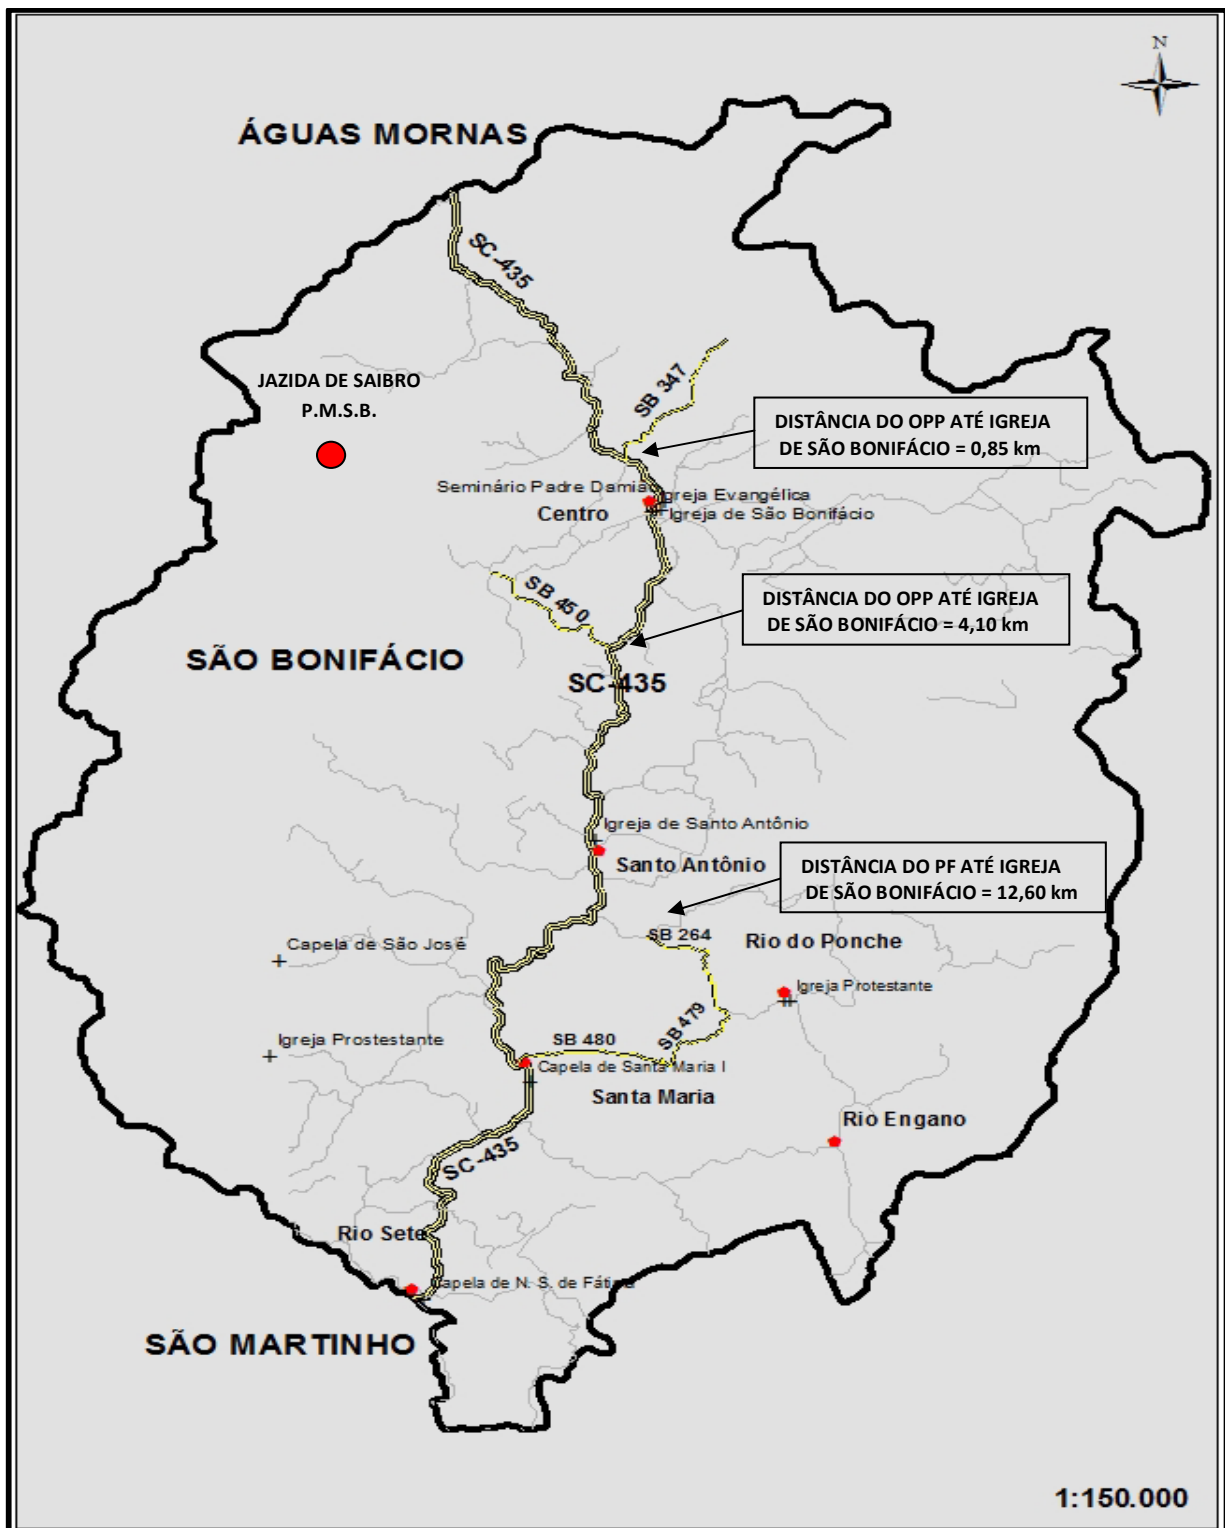 N
ÁGUAS MORNAS
SC-435
JAZIDA DE SAIBRO
P.M.S.B.
SB 347
DISTÂNCIA DO OPP ATÉ IGREJA
DE SÃO BONIFÁCIO = 0,85 km
Seminário Padre Damião
Igreja Evangélica
Centro
Igreja de São Bonifácio
SB 450
DISTÂNCIA DO OPP ATÉ IGREJA
DE SÃO BONIFÁCIO = 4,10 km
SÃO BONIFÁCIO
SC-435
Igreja de Santo Antônio
Santo Antônio
DISTÂNCIA DO PF ATÉ IGREJA
DE SÃO BONIFÁCIO = 12,60 km
SB 264
Rio do Ponche
Capela de São José
Igreja Protestante
SB 479
Igreja Prostestante
SB 480
Capela de Santa Maria I
Santa Maria
Rio Engano
SC-435
Rio Sete
Capela de N. S. de Fátima
SÃO MARTINHO
1:150.000